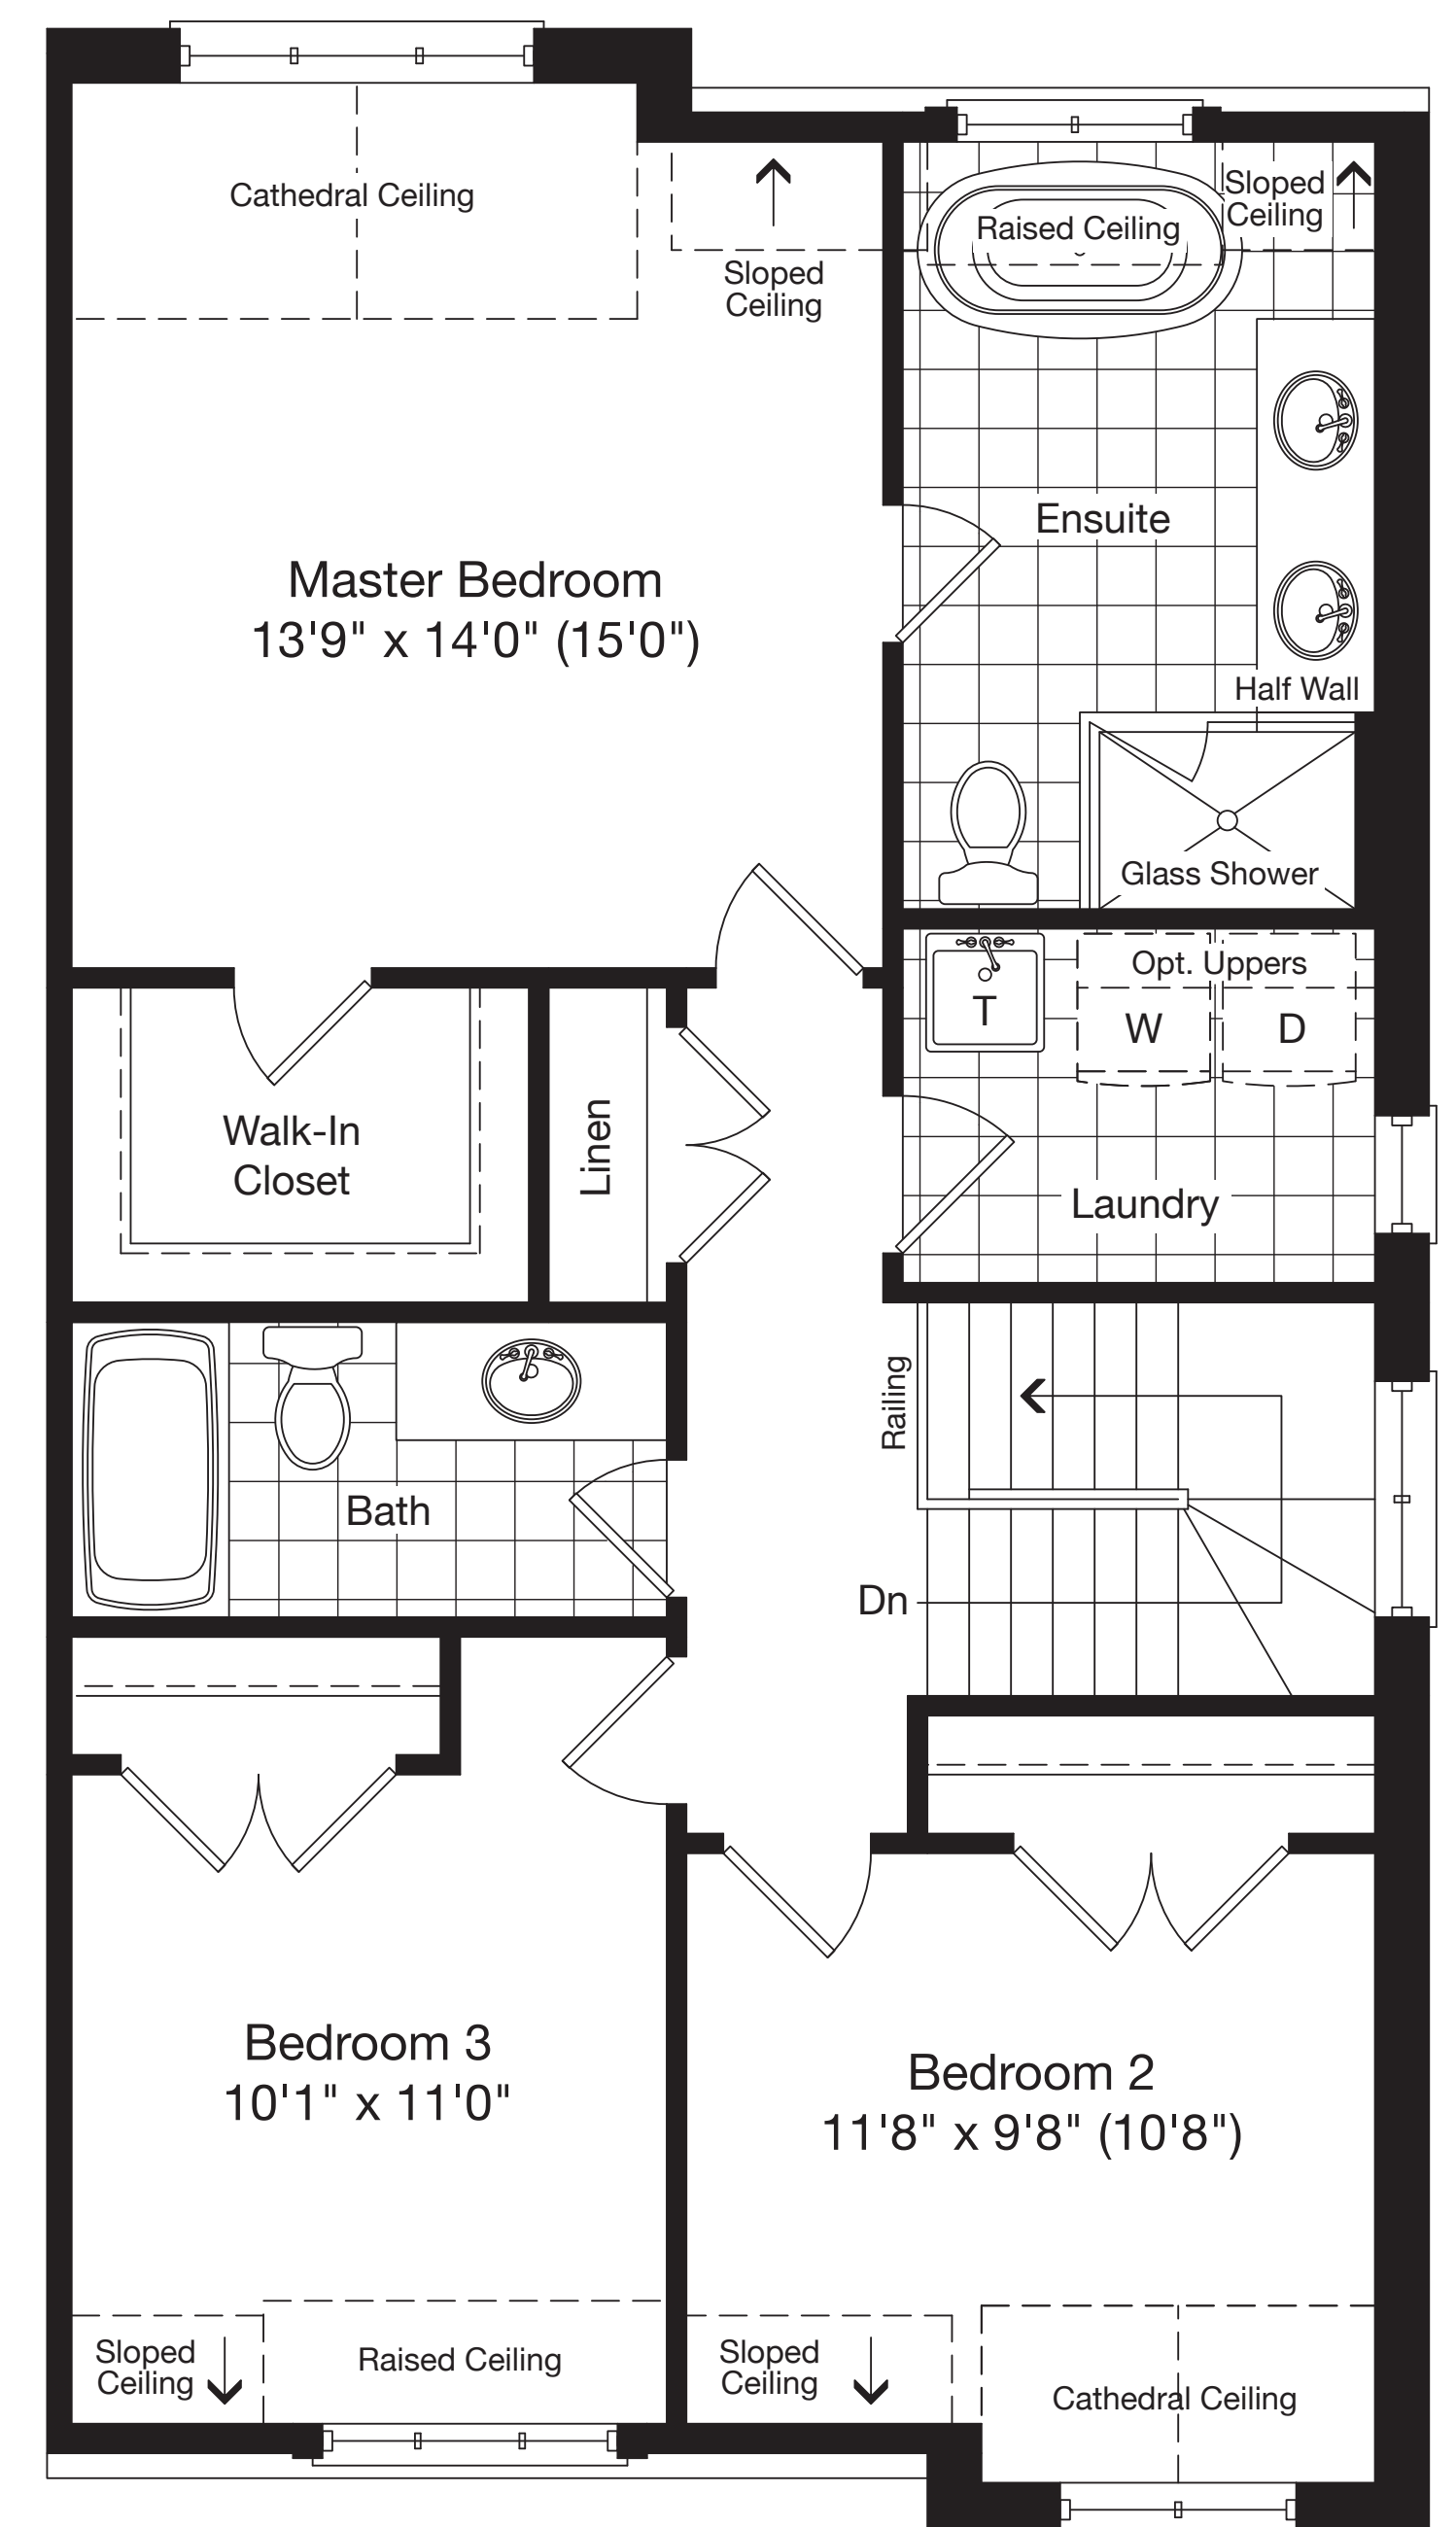 Cathedral Ceiling
Sloped
Ceiling
Raised Ceiling
Sloped
Ceiling
Ensuite
Master Bedroom
13'9" x 14'0" (15'0")
Half Wall
Glass Shower
Opt. Uppers
T
W
D
Walk-In
Closet
Linen
Laundry
Railing
Bath
Dn
Bedroom 3
10'1" x 11'0"
Bedroom 2
11'8" x 9'8" (10'8")
Sloped
Ceiling
Raised Ceiling
Sloped
Ceiling
Cathedral Ceiling